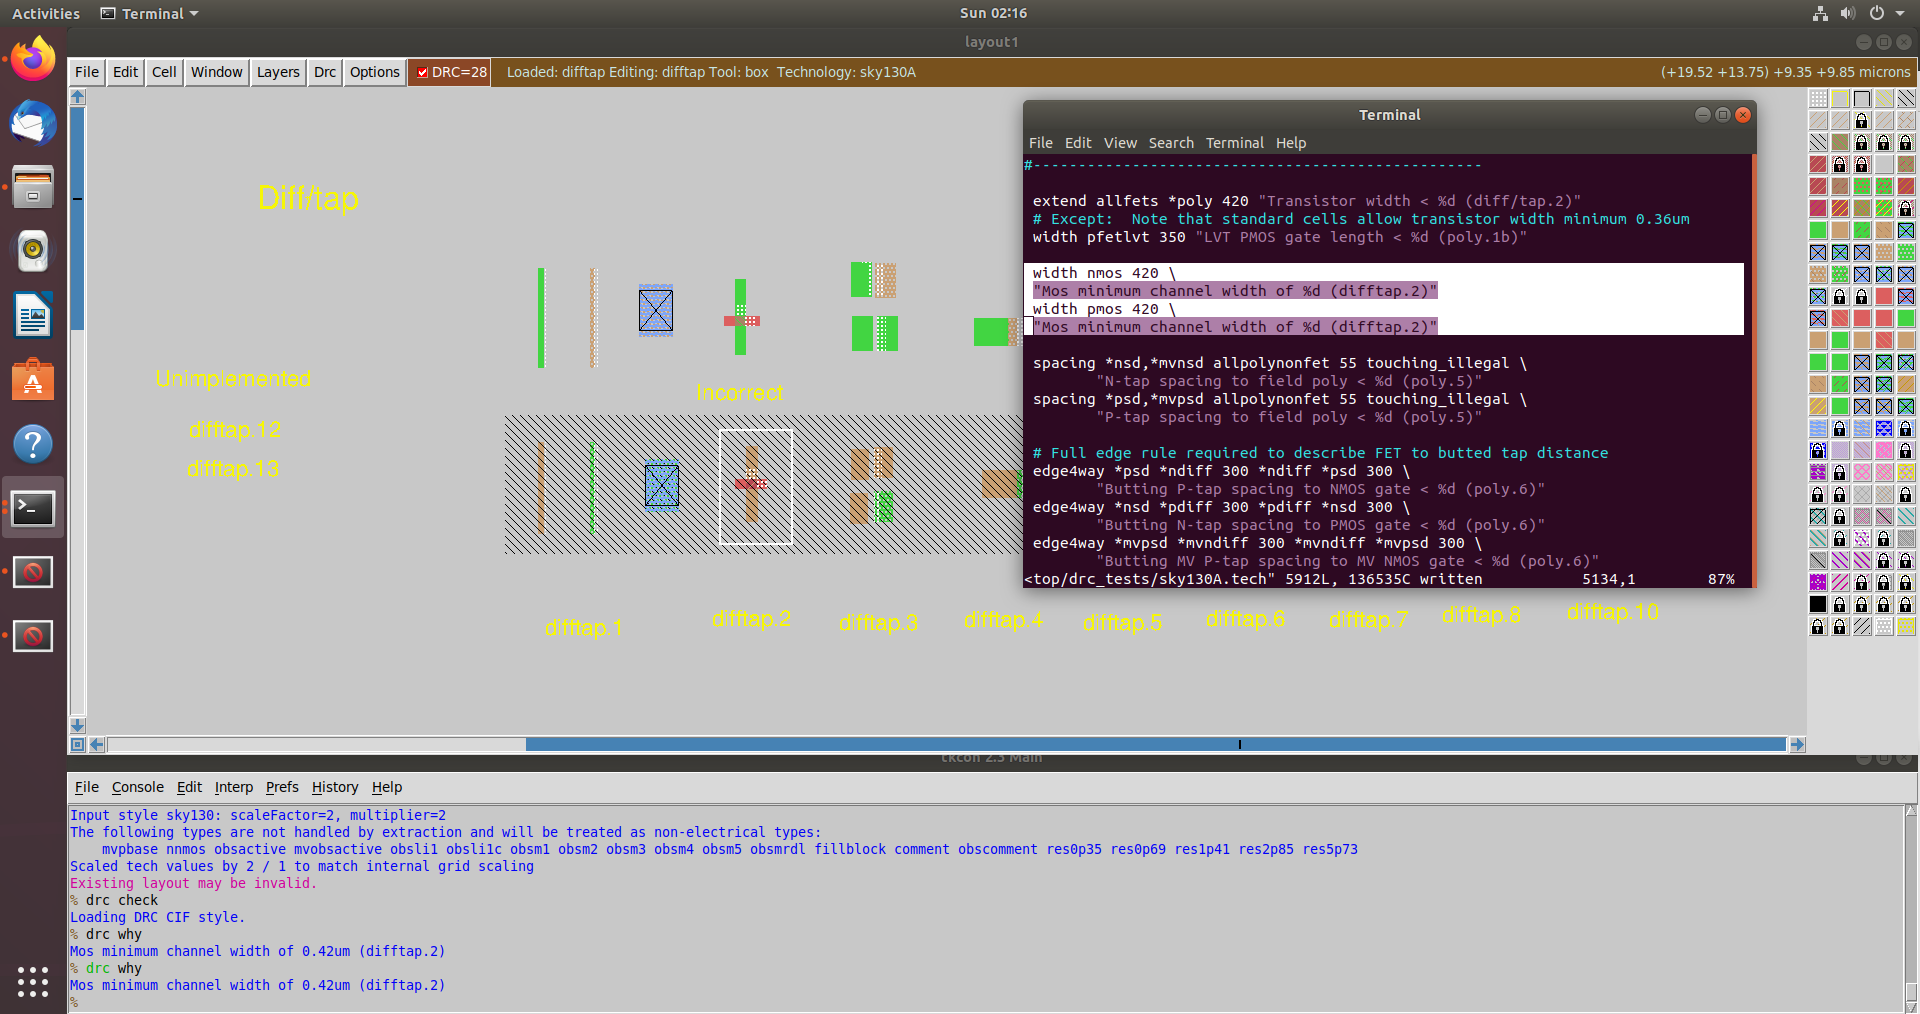 Activities Terminal Sun 02:16
layout1
File Edit Cell Window Layers Drc Options DRC=28 Loaded: difftap Editing: difftap Tool: box Technology: sky130A (+19.52 +13.75) +9.35 +9.85 microns
Diff/tap
Unimplemented
difftap.12
difftap.13
Incorrect
difftap.1 difftap.2 difftap.3 difftap.4 difftap.5 difftap.6 difftap.7 difftap.8 difftap.10
Terminal
File Edit View Search Terminal Help
#--------------------------------------------------
extend allfets *poly 420 "Transistor width < %d (diff/tap.2)"
# Except: Note that standard cells allow transistor width minimum 0.36um
width pfetlvt 350 "LVT PMOS gate length < %d (poly.1b)"
width nmos 420 \
"Mos minimum channel width of %d (difftap.2)"
width pmos 420 \
"Mos minimum channel width of %d (difftap.2)"
spacing *nsd,*mvnsd allpolynonfet 55 touching_illegal \
"N-tap spacing to field poly < %d (poly.5)"
spacing *psd,*mvpsd allpolynonfet 55 touching_illegal \
"P-tap spacing to field poly < %d (poly.5)"
# Full edge rule required to describe FET to butted tap distance
edge4way *psd *ndiff 300 *ndiff *psd 300 \
"Butting P-tap spacing to NMOS gate < %d (poly.6)"
edge4way *nsd *pdiff 300 *pdiff *nsd 300 \
"Butting N-tap spacing to PMOS gate < %d (poly.6)"
edge4way *mvpsd *mvndiff 300 *mvndiff *mvpsd 300 \
"Butting MV P-tap spacing to MV NMOS gate < %d (poly.6)"
<top/drc_tests/sky130A.tech" 5912L, 136535C written 5134,1 87%
tkcon 2.3 Main
File Console Edit Interp Prefs History Help
Input style sky130: scaleFactor=2, multiplier=2
The following types are not handled by extraction and will be treated as non-electrical types:
mvpbase nnmos obsactive mvobsactive obsli1 obsli1c obsm1 obsm2 obsm3 obsm4 obsm5 obsmrdl fillblock comment obscomment res0p35 res0p69 res1p41 res2p85 res5p73
Scaled tech values by 2 / 1 to match internal grid scaling
Existing layout may be invalid.
% drc check
Loading DRC CIF style.
% drc why
Mos minimum channel width of 0.42um (difftap.2)
% drc why
Mos minimum channel width of 0.42um (difftap.2)
%